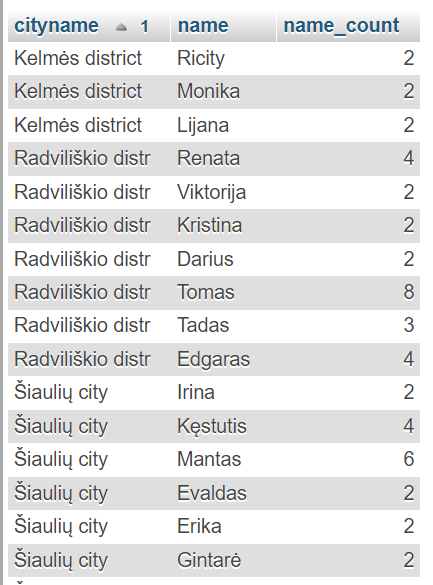 cityname 1 name name_count
Kelmės district Ricity 2
Kelmės district Monika 2
Kelmės district Lijana 2
Radviliškio distr Renata 4
Radviliškio distr Viktorija 2
Radviliškio distr Kristina 2
Radviliškio distr Darius 2
Radviliškio distr Tomas 8
Radviliškio distr Tadas 3
Radviliškio distr Edgaras 4
Šiaulių city Irina 2
Šiaulių city Kęstutis 4
Šiaulių city Mantas 6
Šiaulių city Evaldas 2
Šiaulių city Erika 2
Šiaulių city Gintarė 2